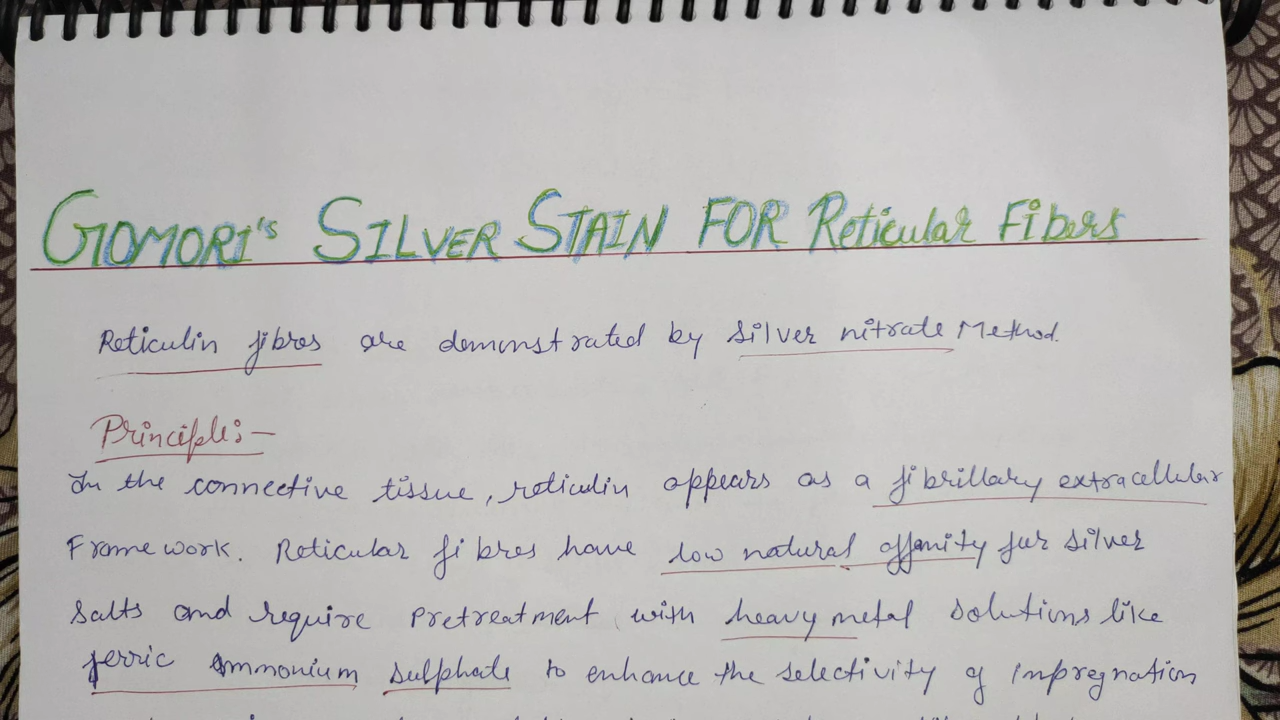 GOMORI's SILVER STAIN FOR Reticular Fibers
Reticulin fibres are demonstrated by silver nitrate Method.
Principle:-
In the connective tissue, reticulin appears as a fibrillary extracellular
Framework. Reticular fibres have low natural affinity for silver
salts and require pretreatment with heavy metal solutions like
ferric ammonium sulphate to enhance the selectivity of impregnation